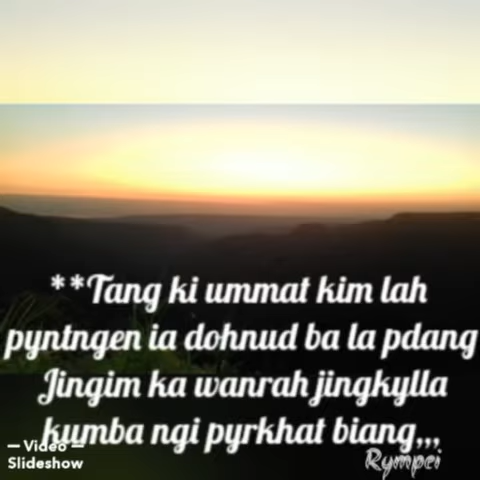 **Tang ki ummat kim lah
pyntngen ia dohnud ba la pdang
Jingim ka wanrah jingkylla
kumba ngi pyrkhat biang,,,
— Video —
Slideshow
Rympei